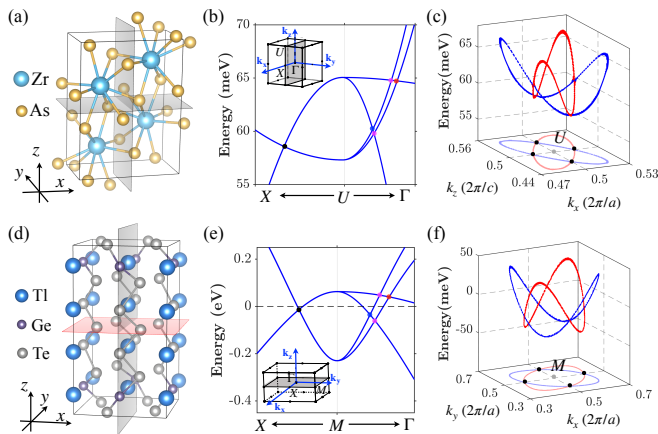 (a)
Zr
As
z
y
x
(b)
70
65
60
55
Energy (meV)
k_z
k_x
k_y
U
X
Γ
X
U
Γ
(c)
65
60
55
Energy (meV)
0.56
0.5
0.44
k_z (2π/c)
0.47
0.5
0.53
k_x (2π/a)
U
(d)
Tl
Ge
Te
z
y
x
(e)
0.2
0
-0.2
-0.4
Energy (eV)
k_z
k_y
k_x
Γ
X
M
X
M
Γ
(f)
50
0
-50
Energy (meV)
0.7
0.5
0.3
k_y (2π/a)
0.3
0.5
0.7
k_x (2π/a)
M